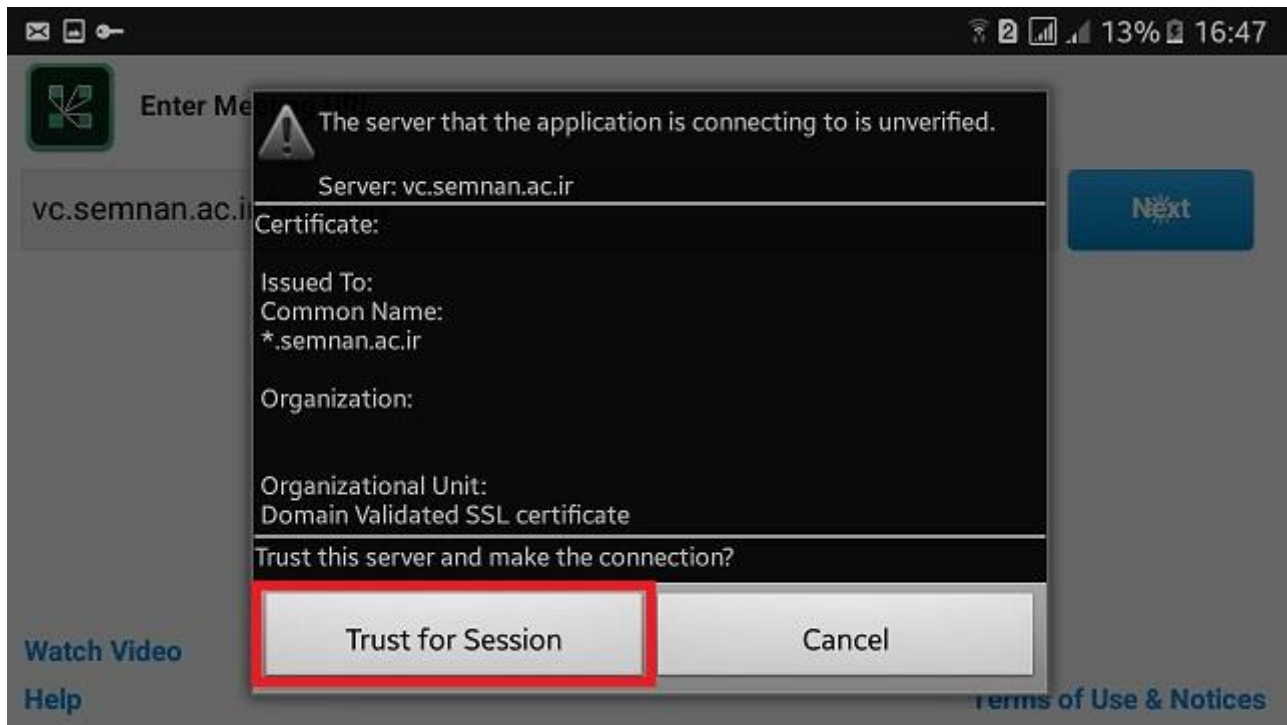 2 13% 16:47
Enter Me
The server that the application is connecting to is unverified.
Server: vc.semnan.ac.ir
vc.semnan.ac.i
Next
Certificate:
Issued To:
Common Name:
*.semnan.ac.ir
Organization:
Organizational Unit:
Domain Validated SSL certificate
Trust this server and make the connection?
Trust for Session
Cancel
Watch Video
Help
Terms of Use & Notices